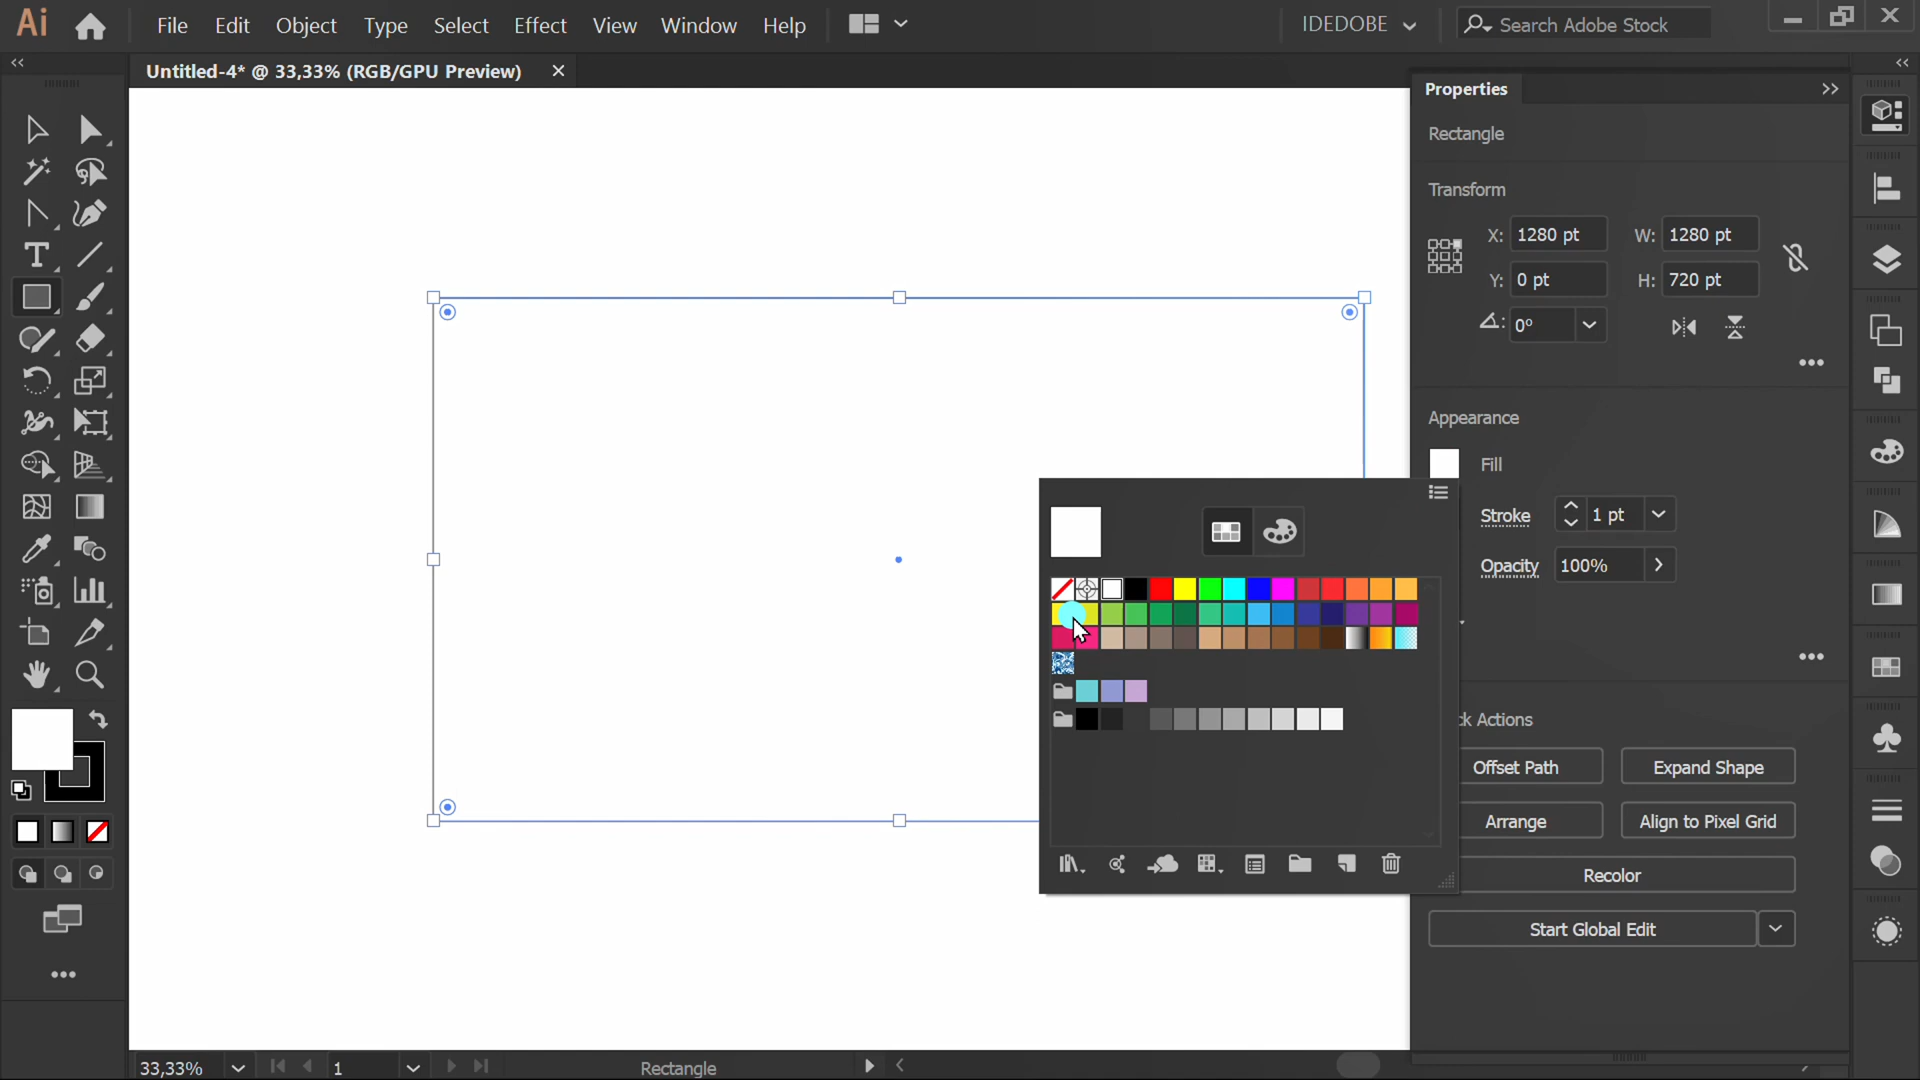 Ai File Edit Object Type Select Effect View Window Help IDEDOBE Search Adobe Stock
Untitled-4* @ 33,33% (RGB/GPU Preview)
Properties
Rectangle
Transform
X: 1280 pt W: 1280 pt
Y: 0 pt H: 720 pt
0°
Appearance
Fill
Stroke 1 pt
Opacity 100%
ck Actions
Offset Path Expand Shape
Arrange Align to Pixel Grid
Recolor
Start Global Edit
33,33% 1 Rectangle